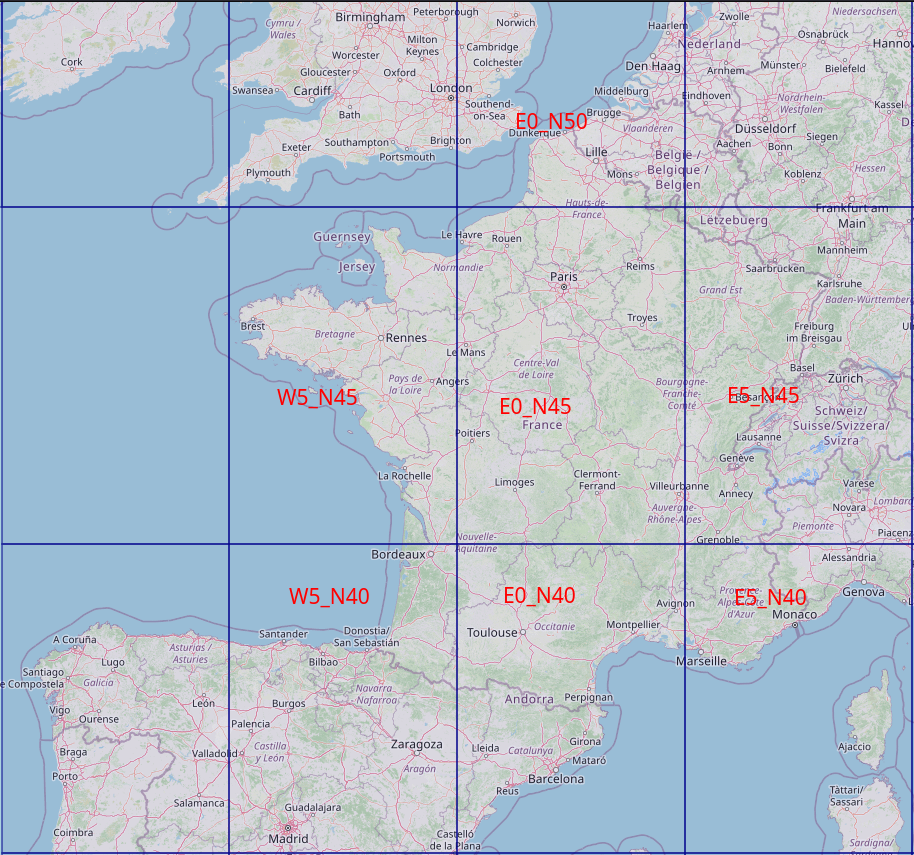 Peterborough
Birmingham
Norwich
Zwolle
Niedersachsen
Cymru /
Wales
Haarlem
Osnabrück
Milton
Keynes
Cambridge
Nederland
Hanno
Cork
Worcester
Colchester
Den Haag
Arnhem
Münster
Bielefeld
Gloucester
Oxford
Swansea
Cardiff
London
Middelburg
Eindhoven
Nordrhein-
Westfalen
Kassel
Southend-
on-Sea
Bath
Brugge
E0_N50
Dunkerque
Vlaanderen
Düsseldorf
Brighton
Exeter
Southampton
Portsmouth
Lille
Aachen
Siegen
Bonn
België /
Belgique /
Belgien
Plymouth
Mons
Koblenz
Hessen
Hauts-de-
France
Lëtzebuerg
Frankfurt am
Main
Guernsey
Le Havre
Rouen
Mannheim
Jersey
Normandie
Paris
Reims
Saarbrücken
Karlsruhe
Grand Est
Baden-Württemberg
Brest
Bretagne
Rennes
Troyes
Freiburg
im Breisgau
Ul
Le Mans
Centre-Val
de Loire
Basel
Zürich
Pays de
la Loire
Angers
Bourgogne-
Franche-
Comté
W5_N45
E0_N45
E5_N45
Besançon
France
Schweiz/
Suisse/Svizzera/
Svizra
Poitiers
Lausanne
Genève
La Rochelle
Limoges
Clermont-
Ferrand
Villeurbanne
Annecy
Varese
Novara
Lombard
Auvergne-
Rhône-Alpes
Piemonte
Piacenz
Nouvelle-
Aquitaine
Grenoble
Bordeaux
Alessandria
W5_N40
E0_N40
E5_N40
Provence-
Alpes-Côte
d'Azur
Genova
L
Avignon
Monaco
A Coruña
Santander
Donostia/
San Sebastián
Toulouse
Occitanie
Montpellier
Asturias /
Asturies
Lugo
Bilbao
Marseille
Santiago
e Compostela
Galicia
Navarra
-
Nafarroa
Andorra
Perpignan
Vigo
Ourense
León
Burgos
Palencia
Girona
Braga
Valladolid
Castilla
y León
Zaragoza
Lleida
Catalunya
Mataró
Ajaccio
Porto
Aragón
Barcelona
Reus
Tàttari/
Sassari
Salamanca
Guadalajara
Coimbra
Madrid
Castelló
de la Plana
Sardigna/